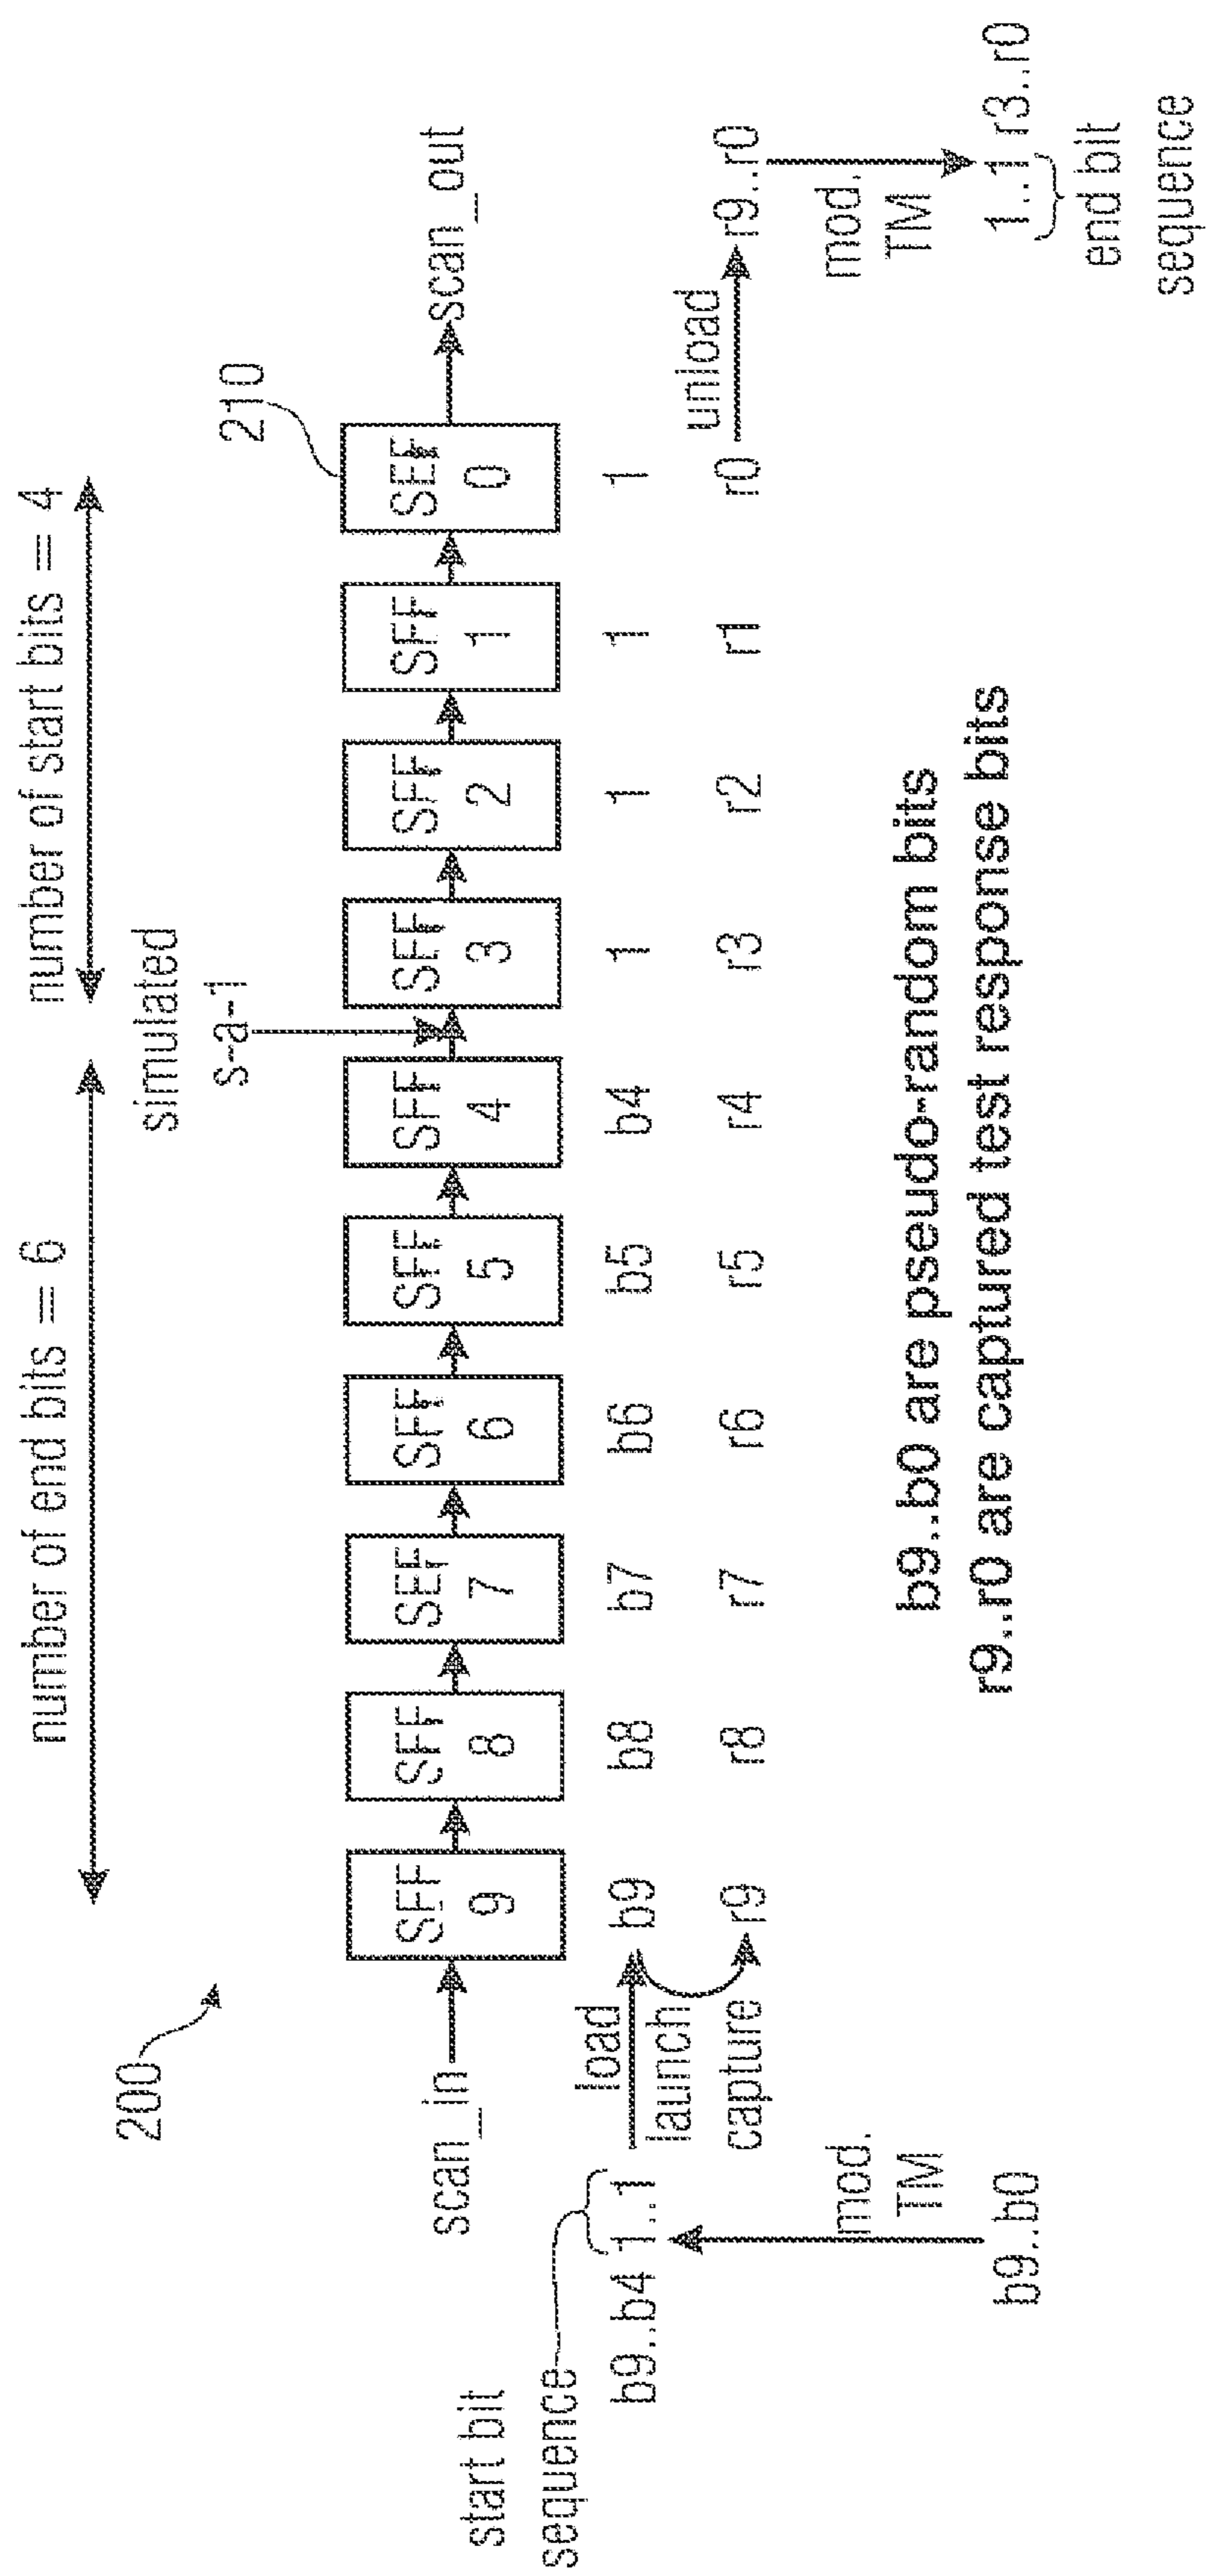 200
number of end bits = 6
number of start bits = 4
simulated
s-a-1
210
scan_in
SFF 9
SFF 8
SFF 7
SFF 6
SFF 5
SFF 4
SFF 3
SFF 2
SFF 1
SFF 0
scan_out
start bit
sequence
b9..b4 1..1
load
launch
capture
b9 b8 b7 b6 b5 b4 1 1 1 1
r9 r8 r7 r6 r5 r4 r3 r2 r1 r0
unload
r9..r0
mod.
TM
b9..b0
mod.
TM
1..1 r3..r0
end bit
sequence
b9..b0 are pseudo-random bits
r9..r0 are captured test response bits